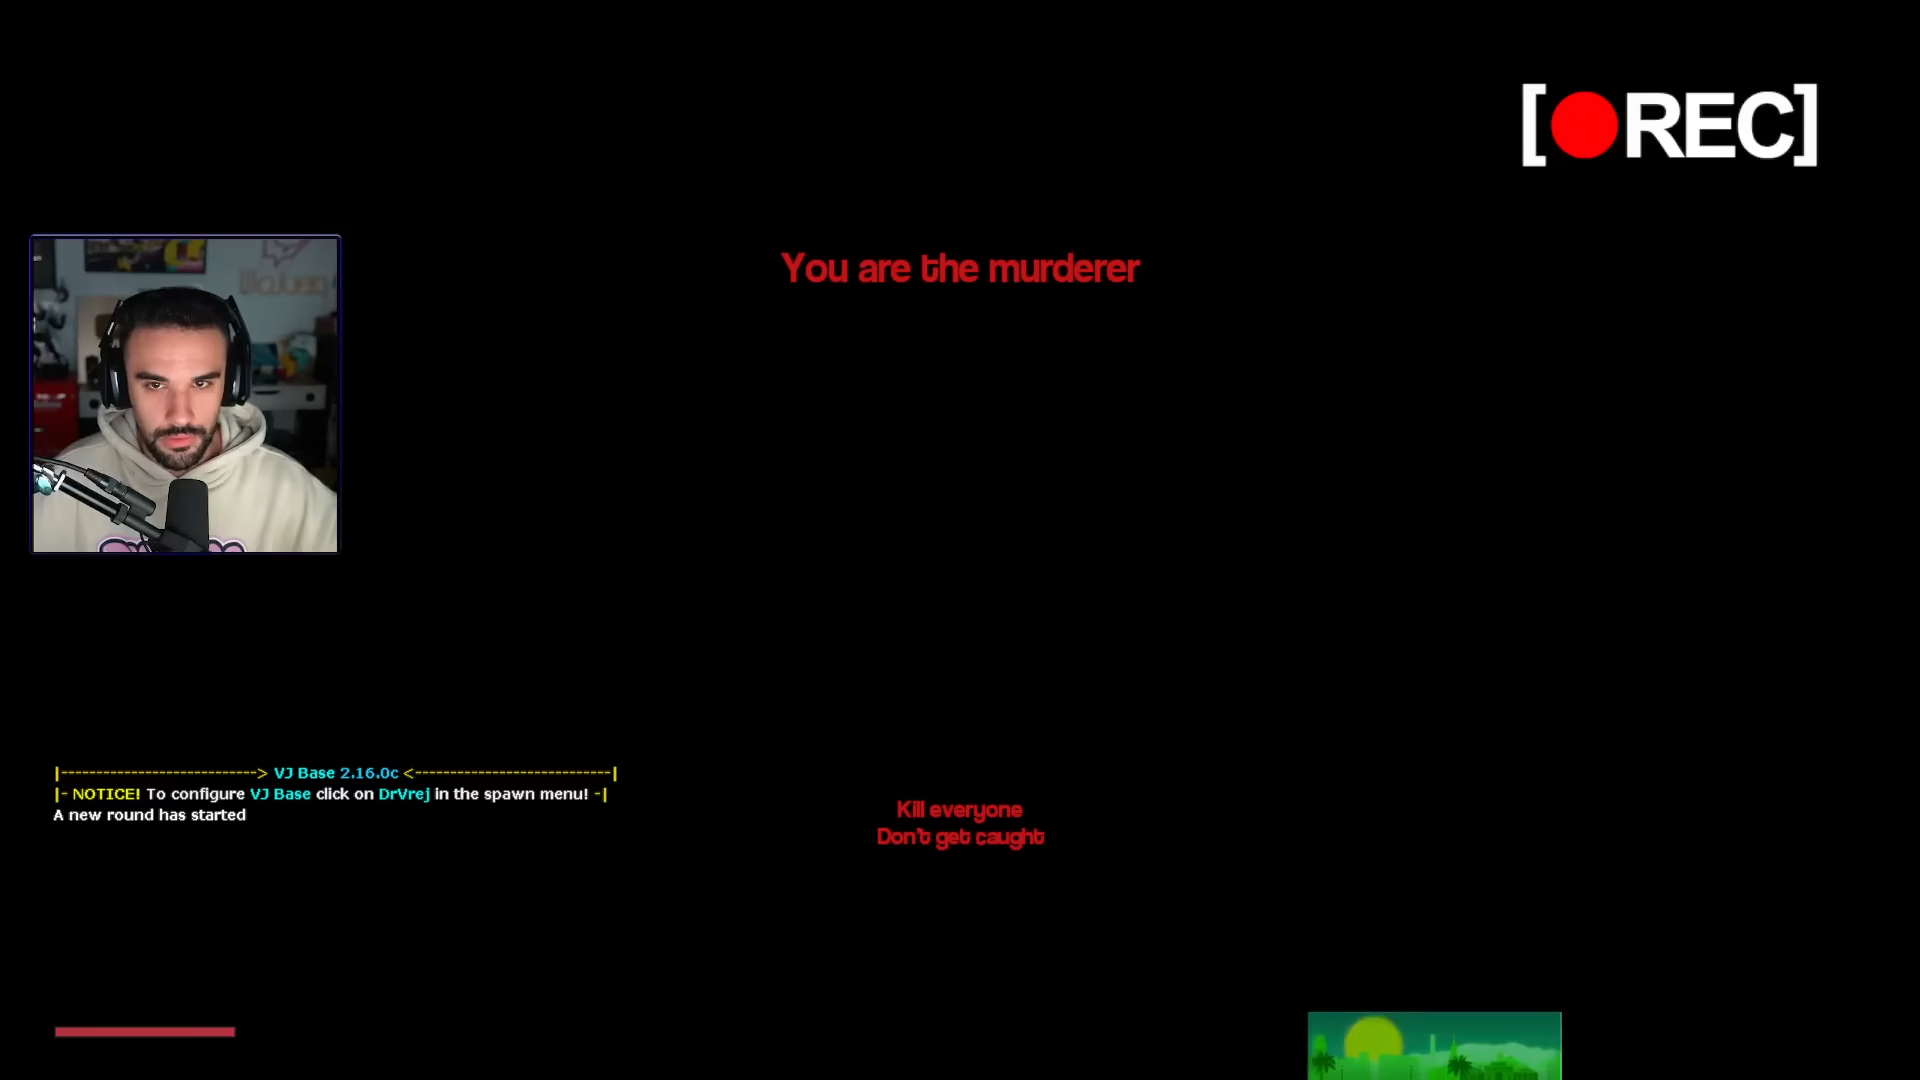 [REC]
You are the murderer
|----------------------------> VJ Base 2.16.0c <----------------------------|
|- NOTICE! To configure VJ Base click on DrVrej in the spawn menu! -|
A new round has started
Kill everyone
Don't get caught